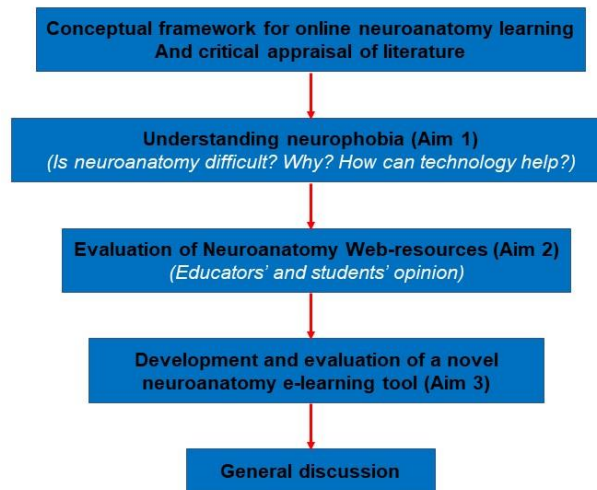 Conceptual framework for online neuroanatomy learning
And critical appraisal of literature
Understanding neurophobia (Aim 1)
(Is neuroanatomy difficult? Why? How can technology help?)
Evaluation of Neuroanatomy Web-resources (Aim 2)
(Educators' and students' opinion)
Development and evaluation of a novel
neuroanatomy e-learning tool (Aim 3)
General discussion